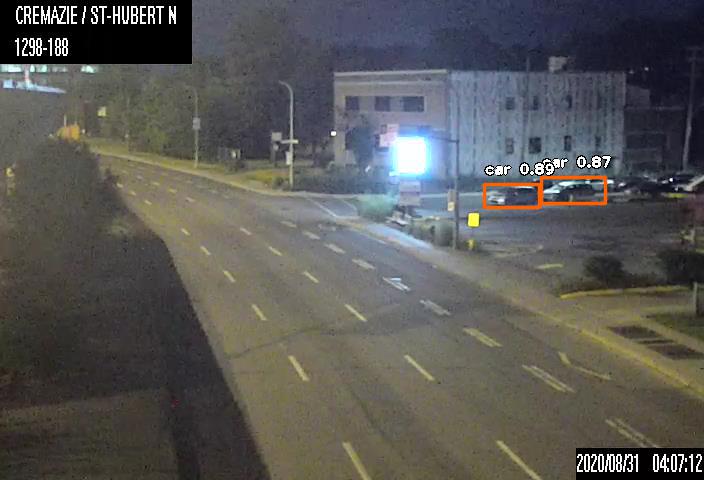 CREMAZIE / ST-HUBERT N
1298-188
car 0.89
car 0.87
2020/08/31 04:07:12